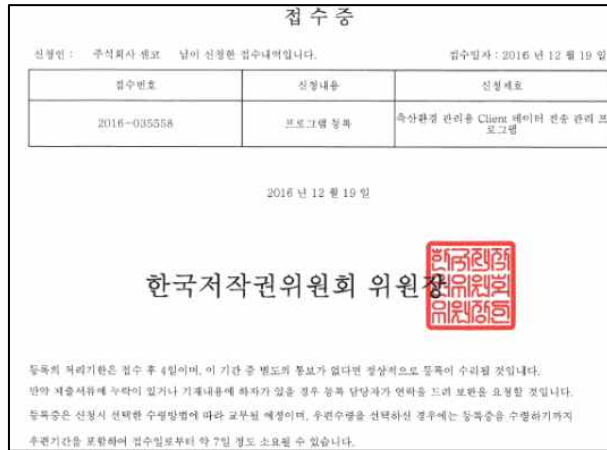 접 수 증
신청인 : 주식회사 센코 님이 신청한 접수내역입니다. 접수일자 : 2016 년 12 월 19 일
접수번호 신청내용 신청제호
2016-035558 프로그램 등록 축산환경 관리용 Client 데이터 전송 관리 프
로그램
2016 년 12 월 19 일
한국저작권위원회 위원장
등록의 처리기한은 접수 후 4일이며, 이 기간 중 별도의 통보가 없다면 정상적으로 등록이 수리될 것입니다.
만약 제출서류에 누락이 있거나 기재내용에 하자가 있을 경우 등록 담당자가 연락을 드려 보완을 요청할 것입니다.
등록증은 신청시 선택한 수령방법에 따라 교부될 예정이며, 우편수령을 선택하신 경우에는 등록증을 수령하기까지
우편기간을 포함하여 접수일로부터 약 7일 정도 소요될 수 있습니다.